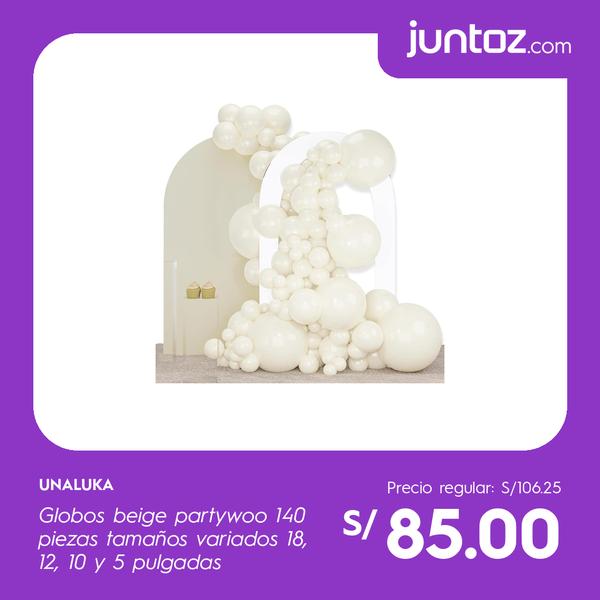 juntoz.com
UNALUKA
Globos beige partywoo 140
piezas tamaños variados 18,
12, 10 y 5 pulgadas
Precio regular: S/106.25
S/85.00